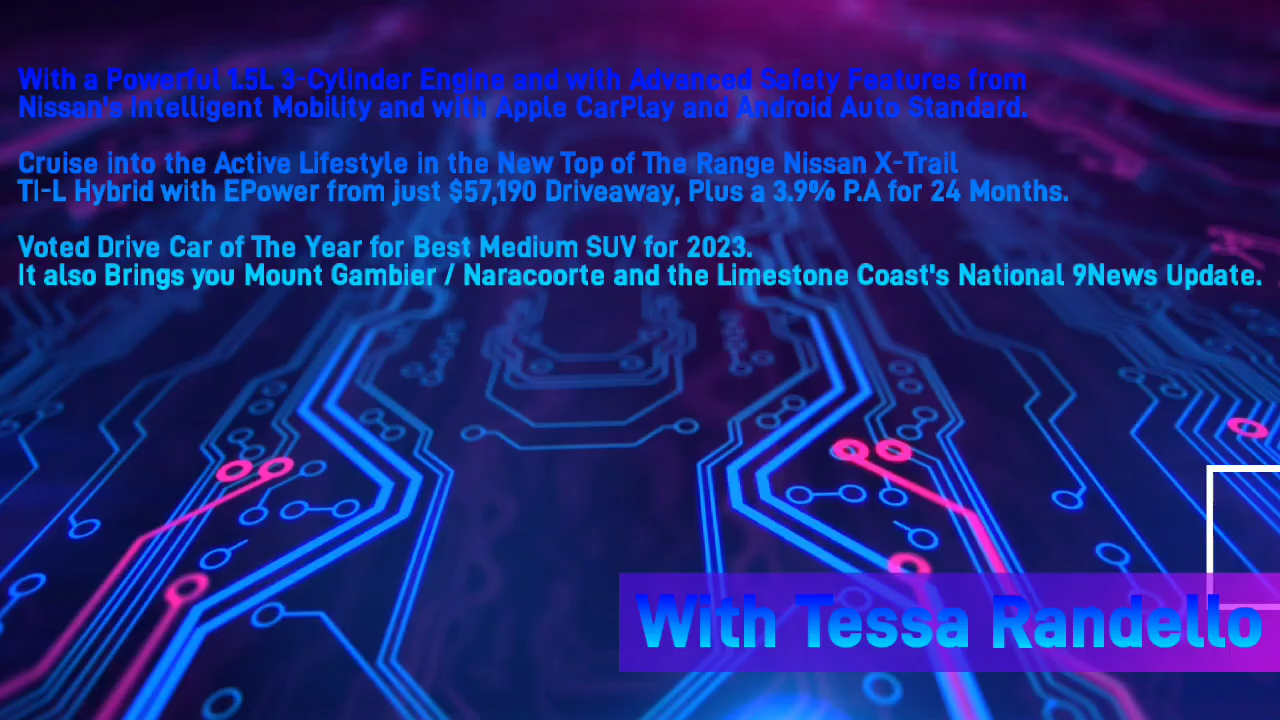 With a Powerful 1.5L 3-Cylinder Engine and with Advanced Safety Features from
Nissan's Intelligent Mobility and with Apple CarPlay and Android Auto Standard.
Cruise into the Active Lifestyle in the New Top of The Range Nissan X-Trail
TI-L Hybrid with EPower from just $57,190 Driveaway, Plus a 3.9% P.A for 24 Months.
Voted Drive Car of The Year for Best Medium SUV for 2023.
It also Brings you Mount Gambier / Naracoorte and the Limestone Coast's National 9News Update.
With Tessa Randello